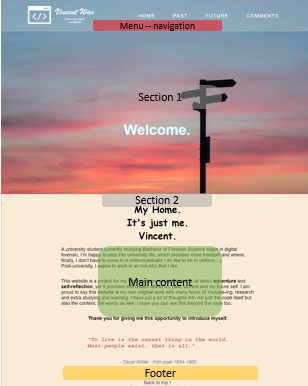 Vincent Wan
HOME PAST FUTURE COMMENTS
Menu – navigation
Section 1
Welcome.
Section 2
My Home.
It's just me.
Vincent.
A university student currently studying Bachelor of Forensic Science major in digital
forensic. I'm happy to step into university life, which provides more freedom and where,
finally, I don't have to come in a uniform(actually I do like to be in uniform. ...).
Post-university, I aspire to work in an industry that I like.
This website is a project for my all about adventure and
self-reflection, yet it provides and my future self. I am
proud to say this website is my own original work with many hours of Youtube-ing, research
and extra studying and learning. I have put a lot of thoughts into not just the code itself but
also the content, the words as well. I hope you can see this beyond the code too.
Main content
Thank you for giving me this opportunity to introduce myself.
"To live is the rarest thing in the world.
Most people exist, that is all."
- Oscar Wilde - Irish poet 1854-1900
Footer
Back to top ↑